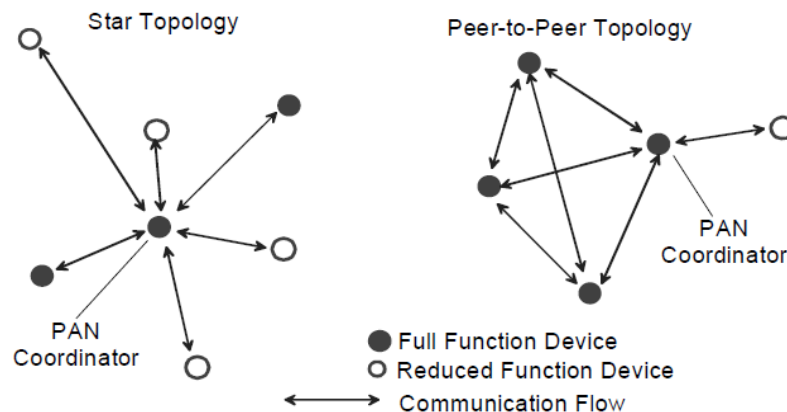 Star Topology
Peer-to-Peer Topology
PAN
Coordinator
PAN
Coordinator
Full Function Device
Reduced Function Device
Communication Flow